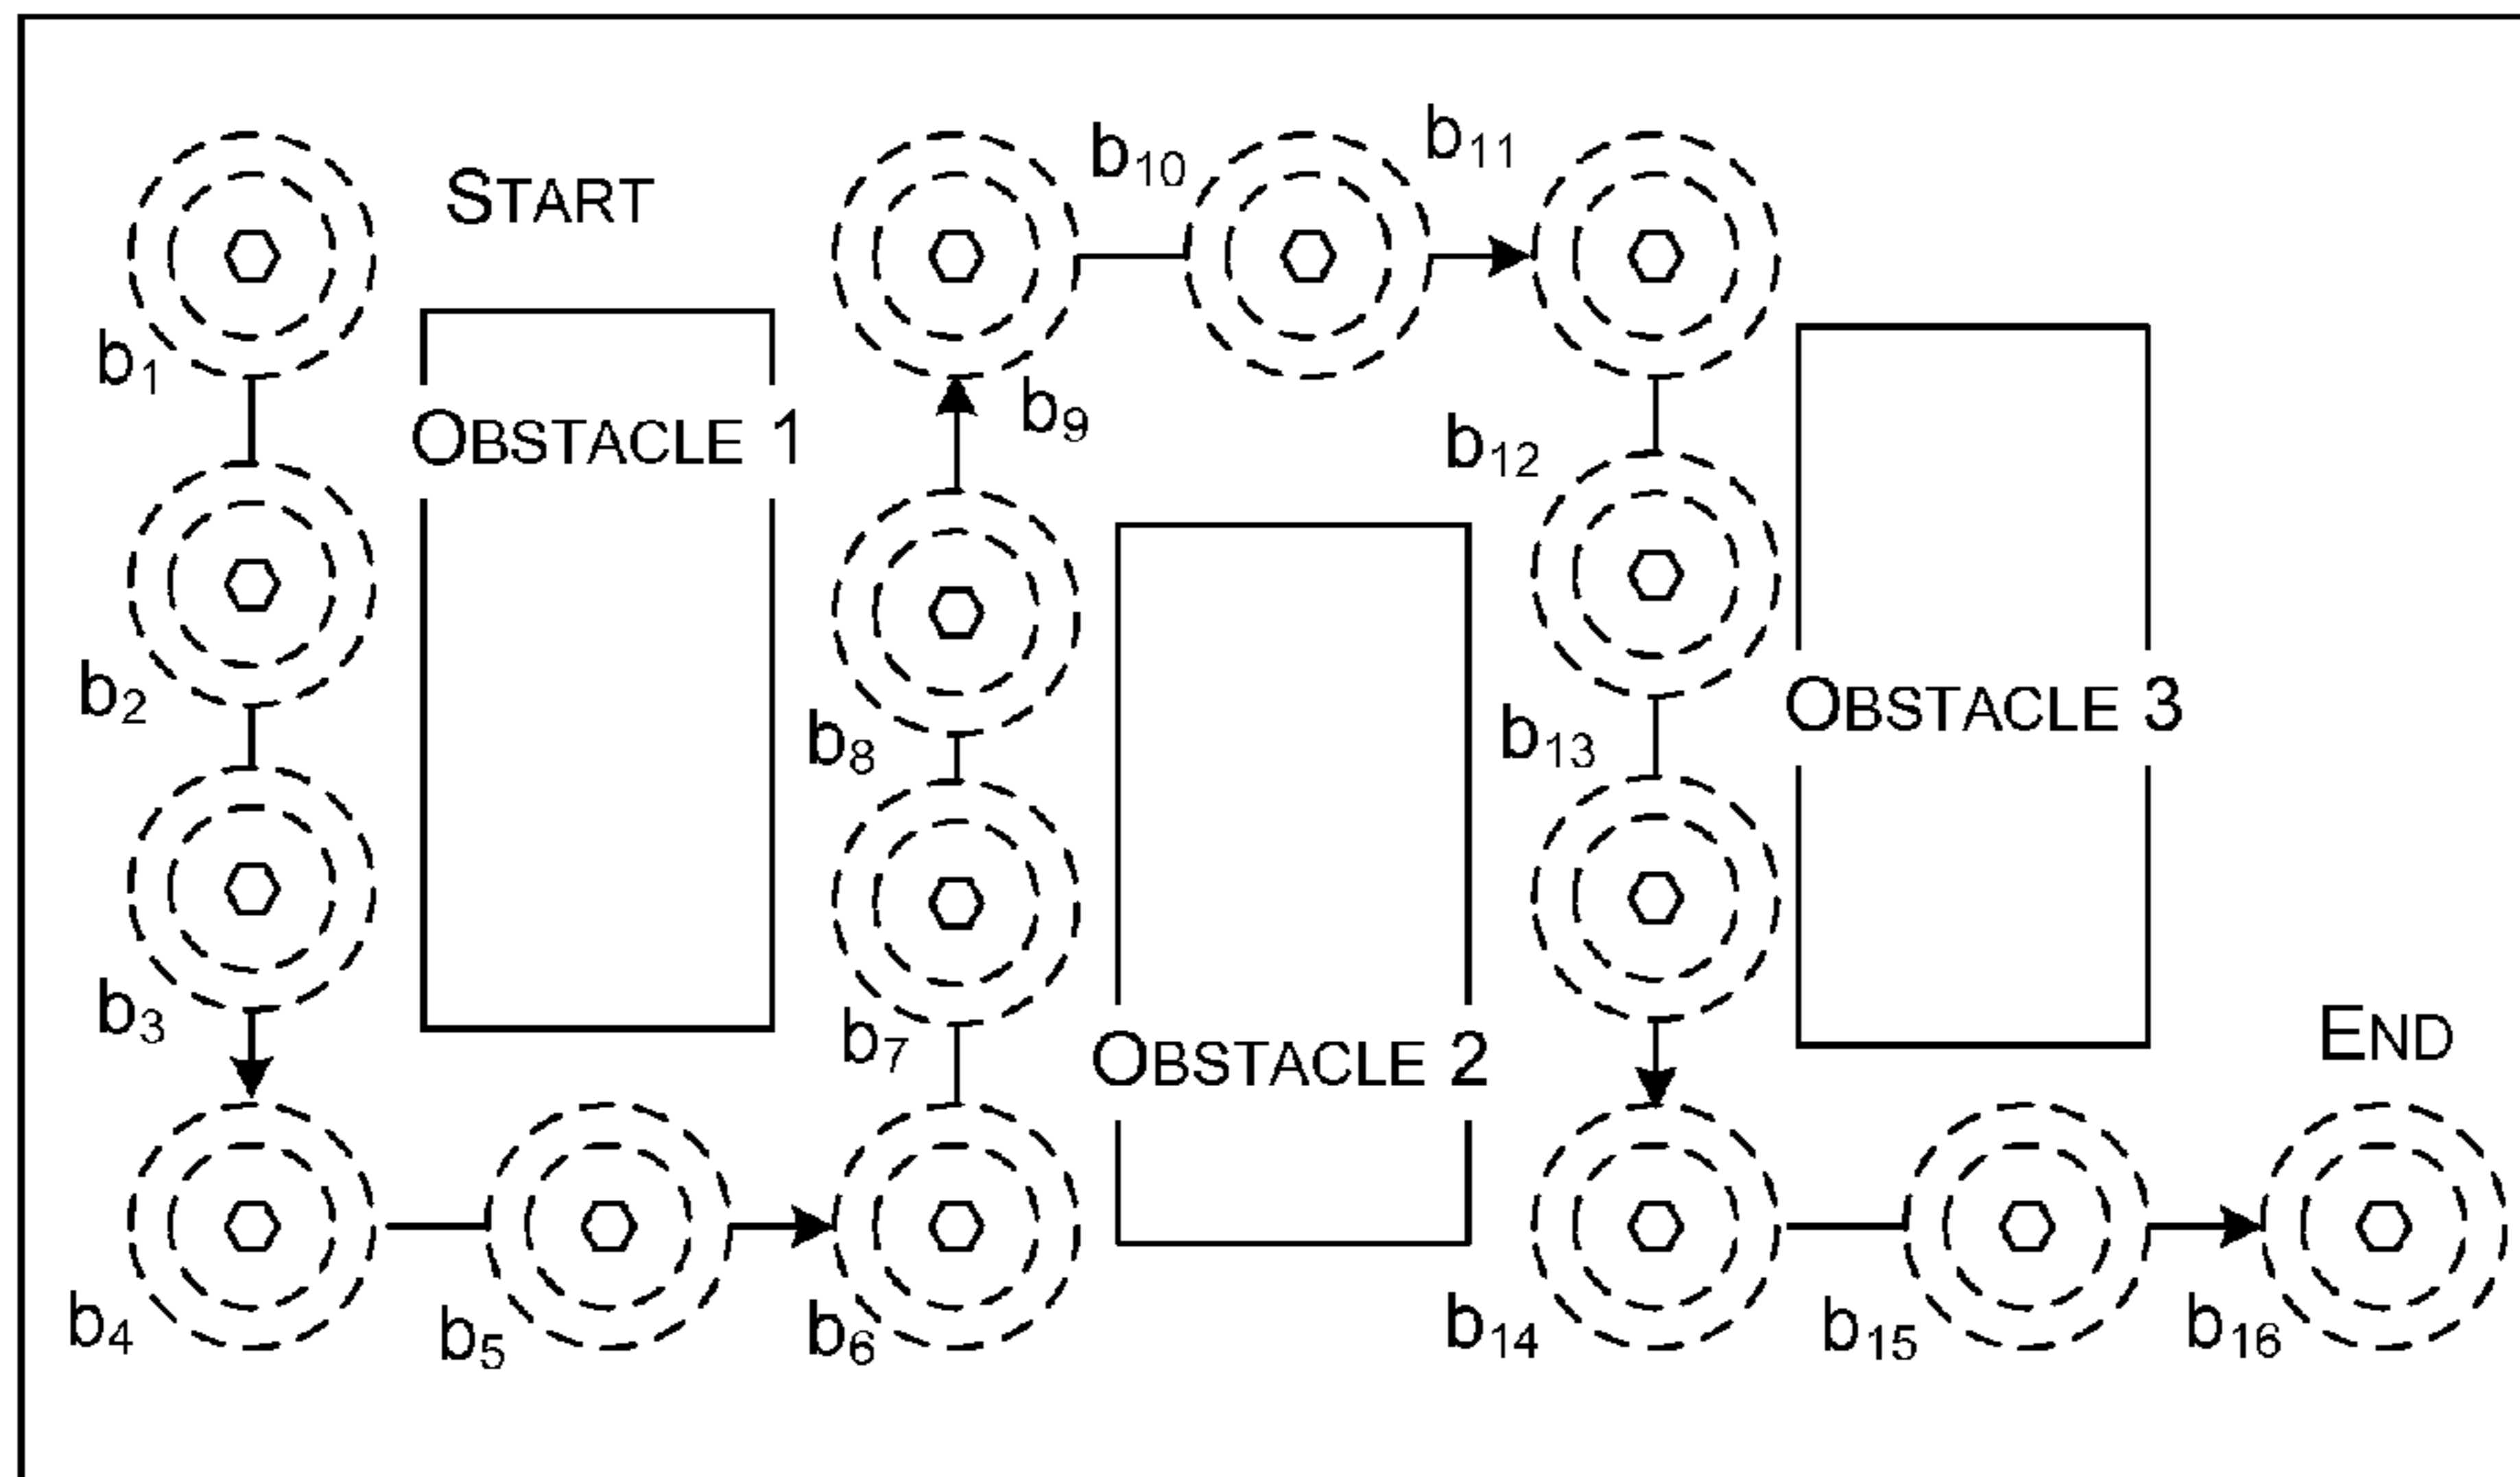 START
b₁
OBSTACLE 1
b₂
b₃
b₄
b₅
b₆
b₇
b₈
b₉
b₁₀
b₁₁
b₁₂
b₁₃
OBSTACLE 2
OBSTACLE 3
b₁₄
b₁₅
b₁₆
END